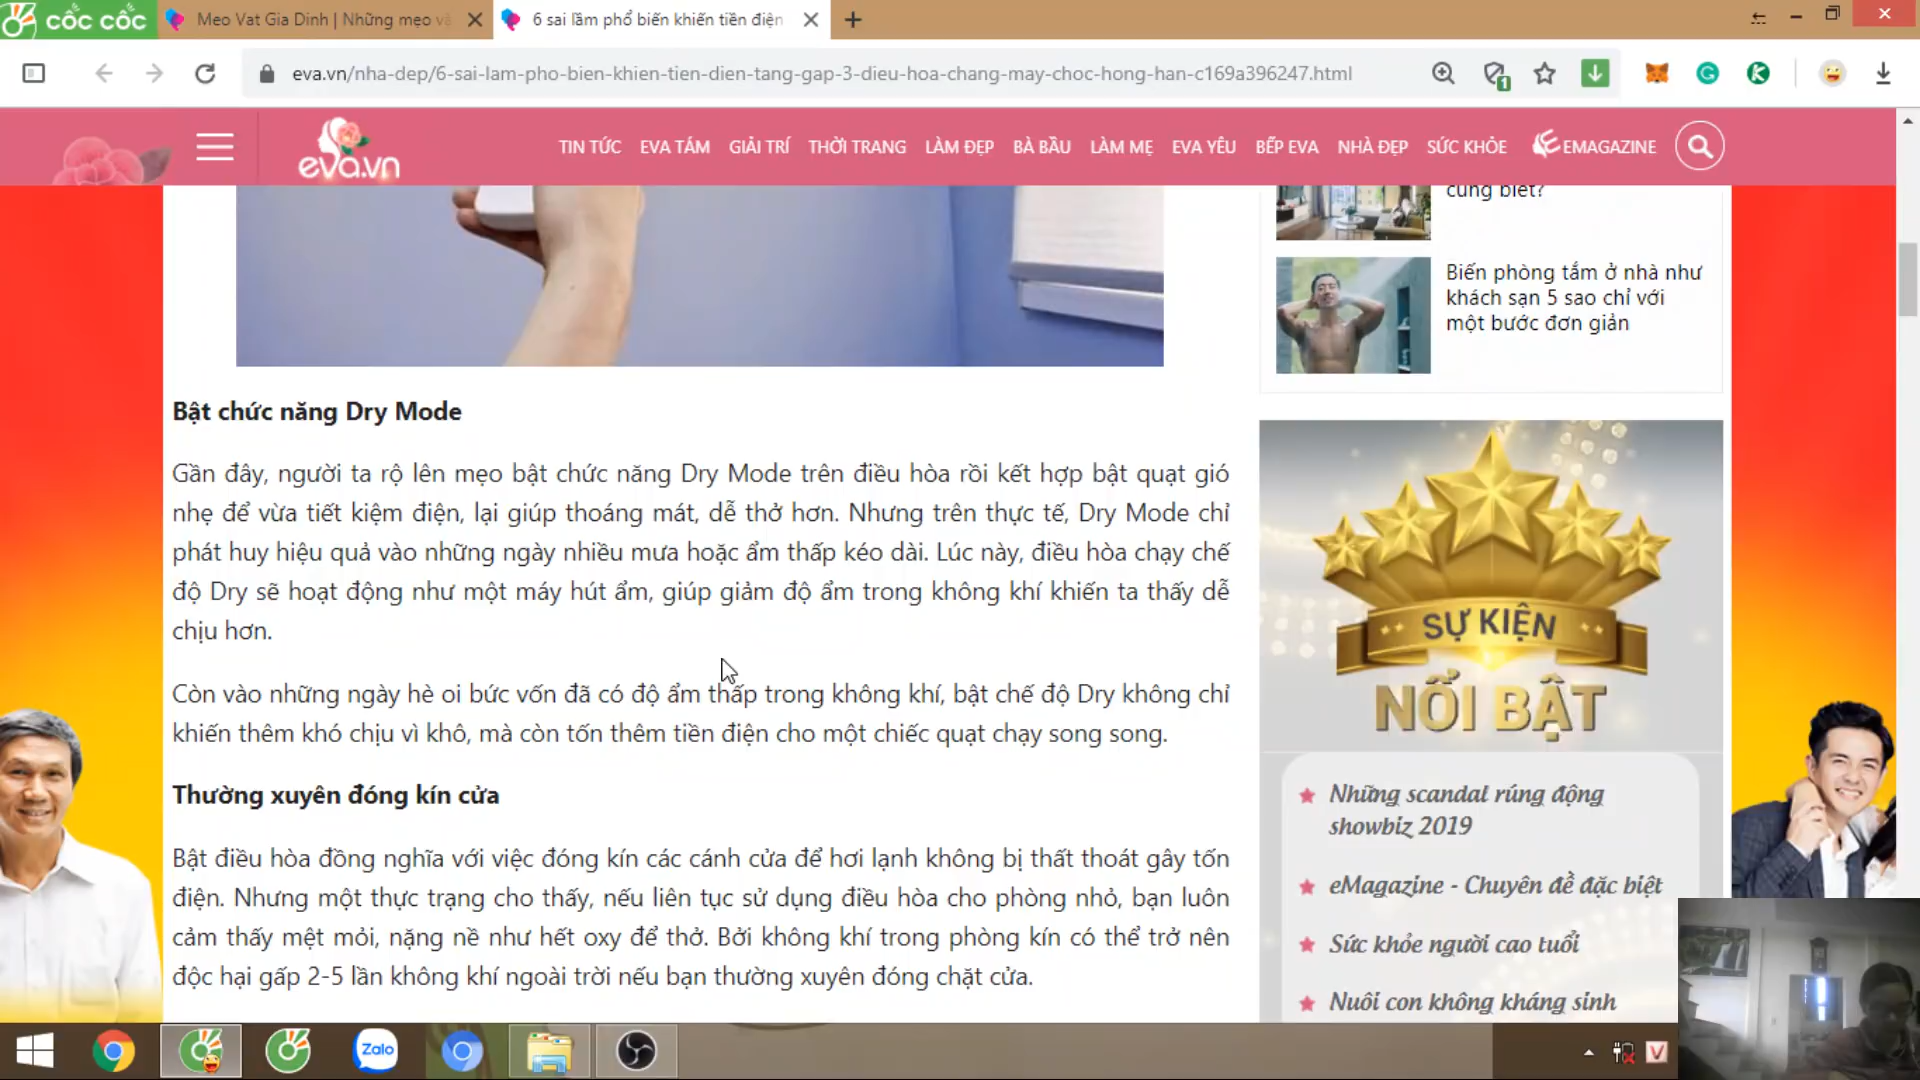 cốc cốc
Meo Vat Gia Dinh | Những mẹo và
6 sai lầm phổ biến khiến tiền điện
eva.vn/nha-dep/6-sai-lam-pho-bien-khien-tien-dien-tang-gap-3-dieu-hoa-chang-may-choc-hong-han-c169a396247.html
1
eva.vn
TIN TỨC EVA TÁM GIẢI TRÍ THỜI TRANG LÀM ĐẸP BÀ BẦU LÀM MẸ EVA YÊU BẾP EVA NHÀ ĐẸP SỨC KHỎE EMAGAZINE
cũng biết?
Biến phòng tắm ở nhà như
khách sạn 5 sao chỉ với
một bước đơn giản
Bật chức năng Dry Mode
Gần đây, người ta rộ lên mẹo bật chức năng Dry Mode trên điều hòa rồi kết hợp bật quạt gió
nhẹ để vừa tiết kiệm điện, lại giúp thoáng mát, dễ thở hơn. Nhưng trên thực tế, Dry Mode chỉ
phát huy hiệu quả vào những ngày nhiều mưa hoặc ẩm thấp kéo dài. Lúc này, điều hòa chạy chế
độ Dry sẽ hoạt động như một máy hút ẩm, giúp giảm độ ẩm trong không khí khiến ta thấy dễ
chịu hơn.
Còn vào những ngày hè oi bức vốn đã có độ ẩm thấp trong không khí, bật chế độ Dry không chỉ
khiến thêm khó chịu vì khô, mà còn tốn thêm tiền điện cho một chiếc quạt chạy song song.
Thường xuyên đóng kín cửa
Bật điều hòa đồng nghĩa với việc đóng kín các cánh cửa để hơi lạnh không bị thất thoát gây tốn
điện. Nhưng một thực trạng cho thấy, nếu liên tục sử dụng điều hòa cho phòng nhỏ, bạn luôn
cảm thấy mệt mỏi, nặng nề như hết oxy để thở. Bởi không khí trong phòng kín có thể trở nên
độc hại gấp 2-5 lần không khí ngoài trời nếu bạn thường xuyên đóng chặt cửa.
SỰ KIỆN
NỔI BẬT
Những scandal rúng động
showbiz 2019
eMagazine - Chuyên đề đặc biệt
Sức khỏe người cao tuổi
Nuôi con không kháng sinh
Zalo
V